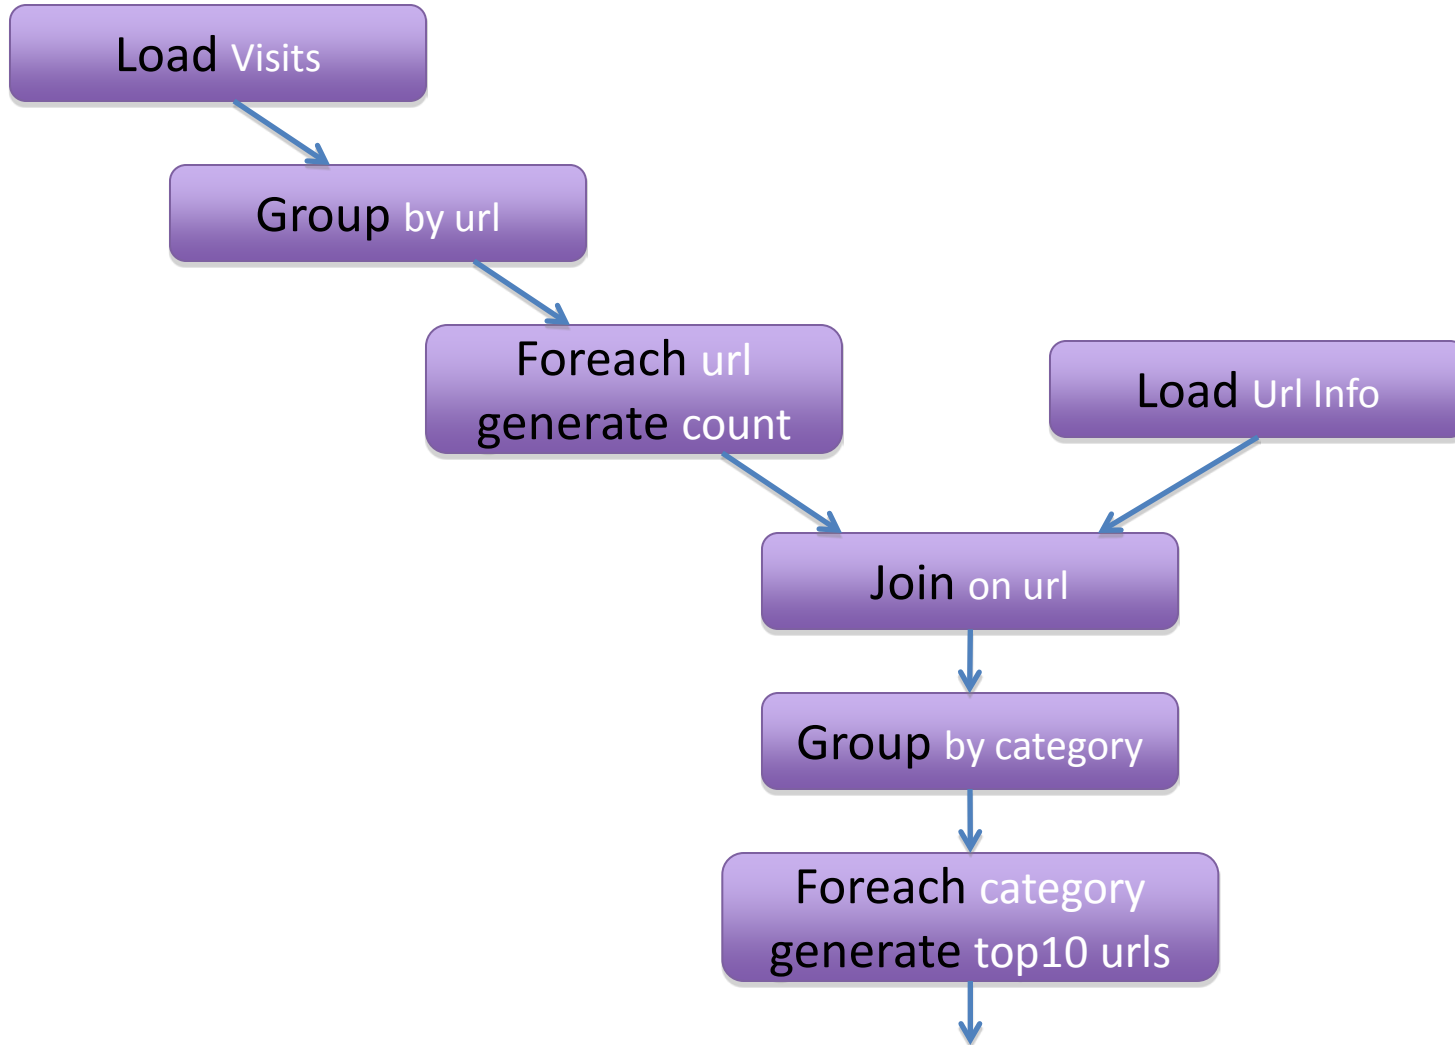 Load Visits
Group by url
Foreach url
generate count
Load Url Info
Join on url
Group by category
Foreach category
generate top10 urls